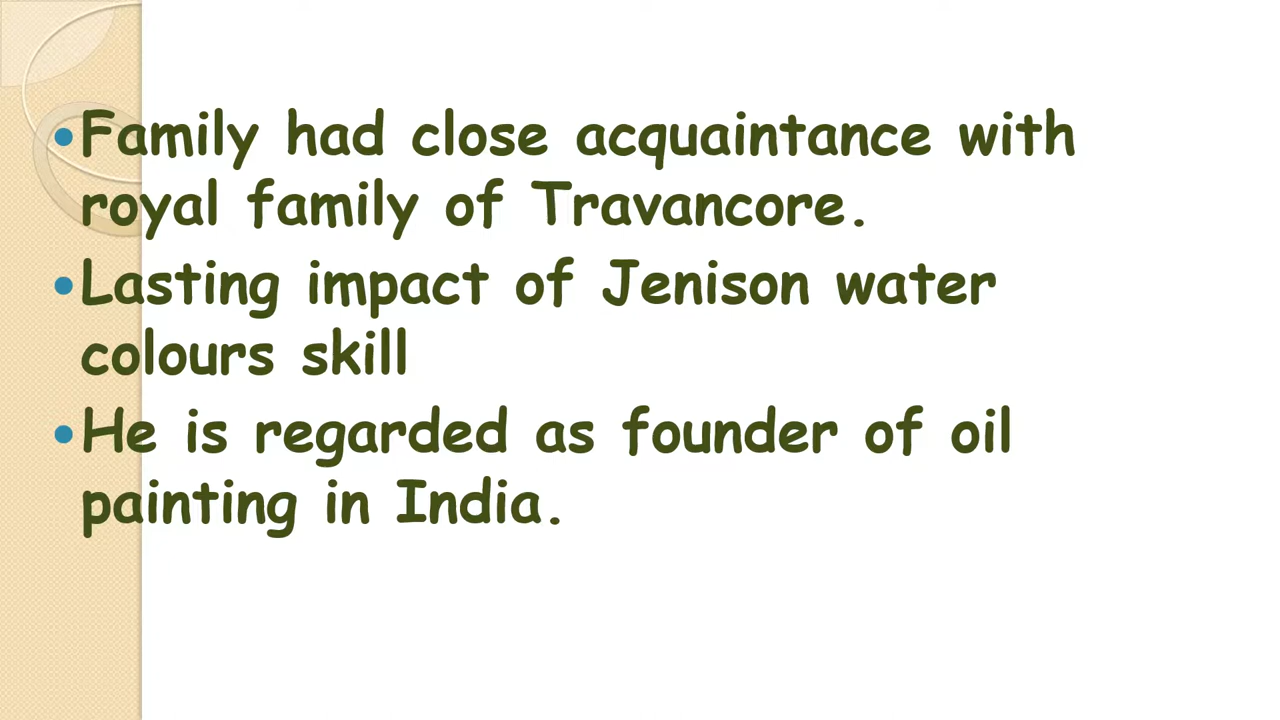 •Family had close acquaintance with
royal family of Travancore.
•Lasting impact of Jenison water
colours skill
•He is regarded as founder of oil
painting in India.